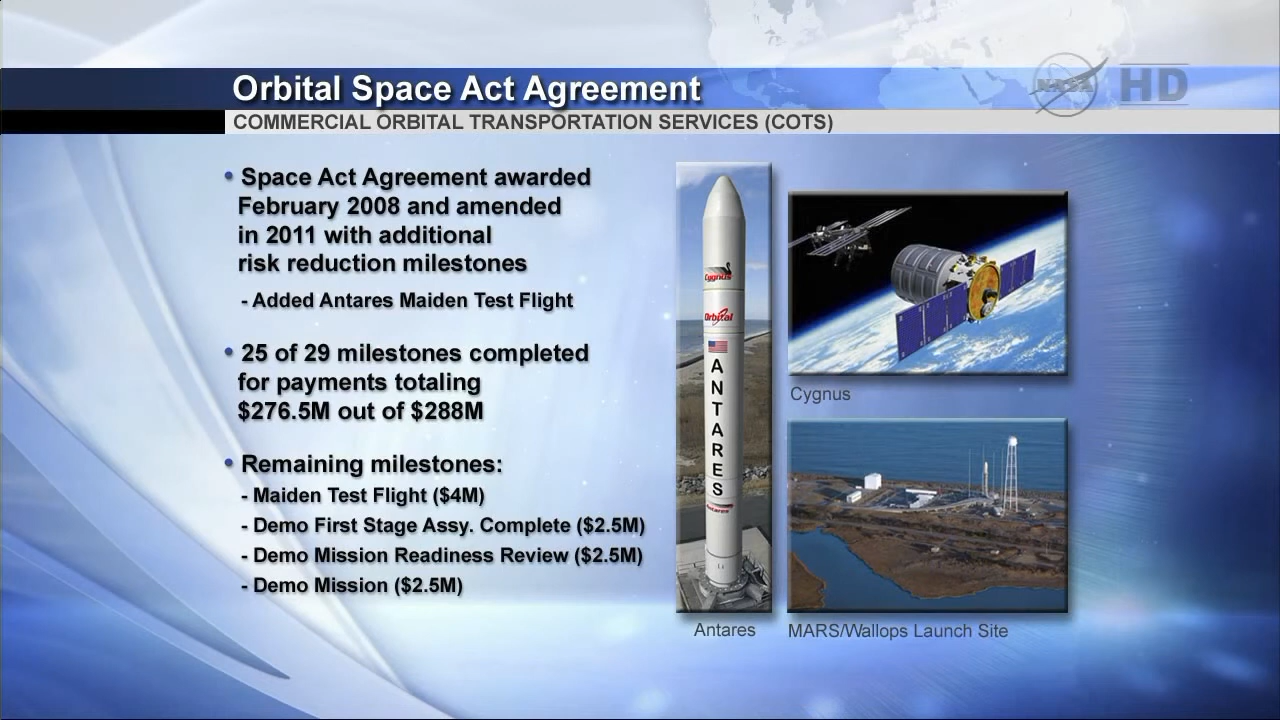 Orbital Space Act Agreement
NASA HD
COMMERCIAL ORBITAL TRANSPORTATION SERVICES (COTS)
• Space Act Agreement awarded
February 2008 and amended
in 2011 with additional
risk reduction milestones
- Added Antares Maiden Test Flight
• 25 of 29 milestones completed
for payments totaling
$276.5M out of $288M
• Remaining milestones:
- Maiden Test Flight ($4M)
- Demo First Stage Assy. Complete ($2.5M)
- Demo Mission Readiness Review ($2.5M)
- Demo Mission ($2.5M)
Cygnus
Orbital
ANTARES
Antares
Antares
Cygnus
MARS/Wallops Launch Site